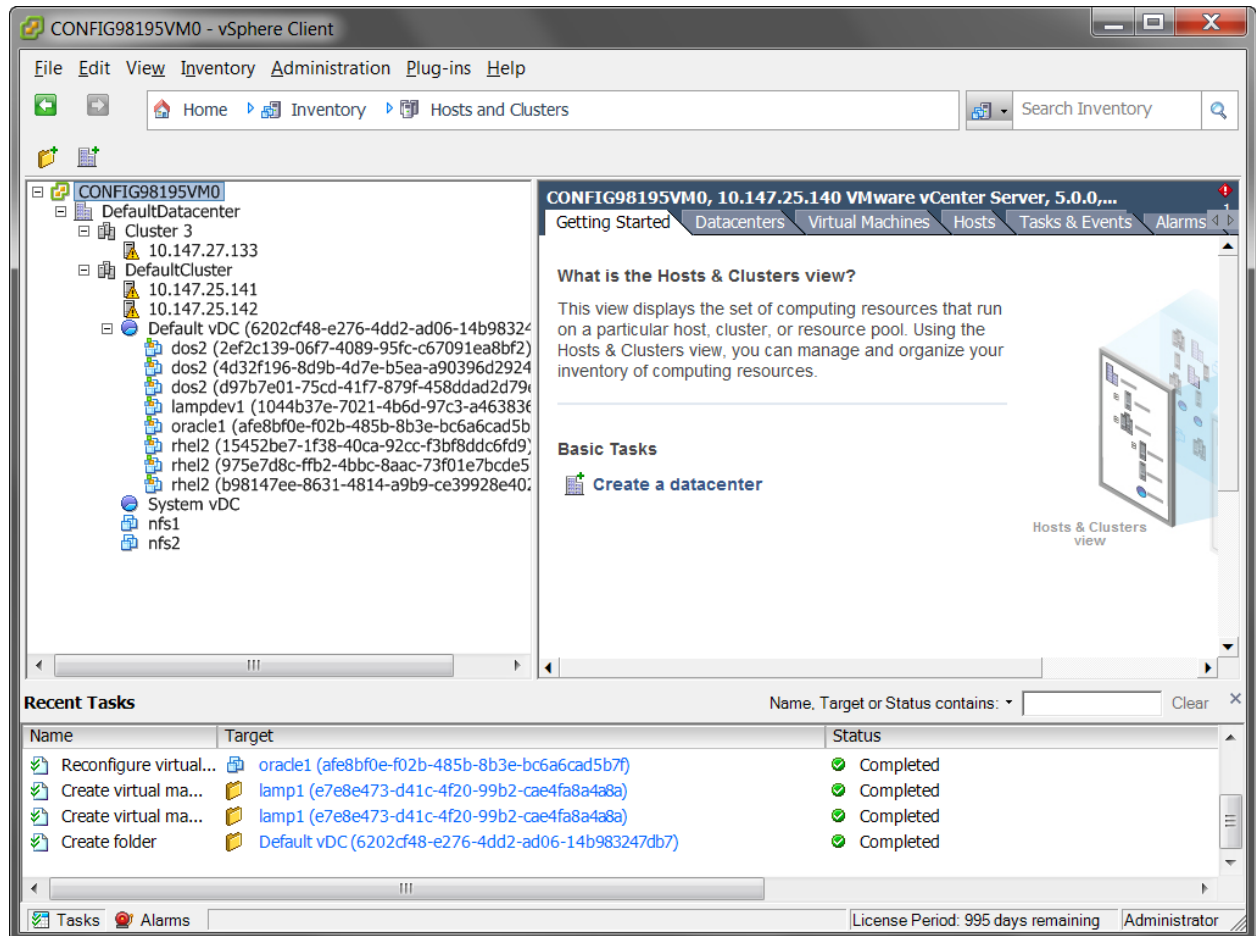 CONFIG98195VM0 - vSphere Client
File Edit View Inventory Administration Plug-ins Help
Home Inventory Hosts and Clusters
Search Inventory
CONFIG98195VM0
DefaultDatacenter
Cluster 3
10.147.27.133
DefaultCluster
10.147.25.141
10.147.25.142
Default vDC (6202cf48-e276-4dd2-ad06-14b98324
dos2 (2ef2c139-06f7-4089-95fc-c67091ea8bf2)
dos2 (4d32f196-8d9b-4d7e-b5ea-a90396d2924
dos2 (d97b7e01-75cd-41f7-879f-458ddad2d79e
lampdev1 (1044b37e-7021-4b6d-97c3-a463836
oracle1 (afe8bf0e-f02b-485b-8b3e-bc6a6cad5b
rhel2 (15452be7-1f38-40ca-92cc-f3bf8ddc6fd9)
rhel2 (975e7d8c-ffb2-4bbc-8aac-73f01e7bcde5
rhel2 (b98147ee-8631-4814-a9b9-ce39928e402
System vDC
nfs1
nfs2
CONFIG98195VM0, 10.147.25.140 VMware vCenter Server, 5.0.0,...
Getting Started Datacenters Virtual Machines Hosts Tasks & Events Alarms
What is the Hosts & Clusters view?
This view displays the set of computing resources that run
on a particular host, cluster, or resource pool. Using the
Hosts & Clusters view, you can manage and organize your
inventory of computing resources.
Basic Tasks
Create a datacenter
Hosts & Clusters
view
Recent Tasks
Name, Target or Status contains:
Clear
Name Target Status
Reconfigure virtual... oracle1 (afe8bf0e-f02b-485b-8b3e-bc6a6cad5b7f) Completed
Create virtual ma... lamp1 (e7e8e473-d41c-4f20-99b2-cae4fa8a4a8a) Completed
Create virtual ma... lamp1 (e7e8e473-d41c-4f20-99b2-cae4fa8a4a8a) Completed
Create folder Default vDC (6202cf48-e276-4dd2-ad06-14b983247db7) Completed
Tasks Alarms License Period: 995 days remaining Administrator